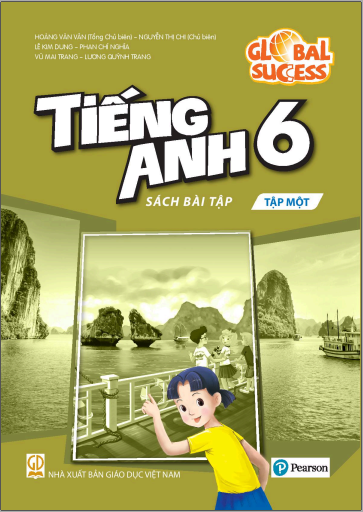 HOÀNG VĂN VÂN (Tổng Chủ biên) – NGUYỄN THỊ CHI (Chủ biên)
LÊ KIM DUNG – PHAN CHÍ NGHĨA
VŨ MAI TRANG – LƯƠNG QUỲNH TRANG
GLOBAL
SUCCESS
TIẾNG
ANH 6
SÁCH BÀI TẬP
TẬP MỘT
NHÀ XUẤT BẢN GIÁO DỤC VIỆT NAM
Pearson